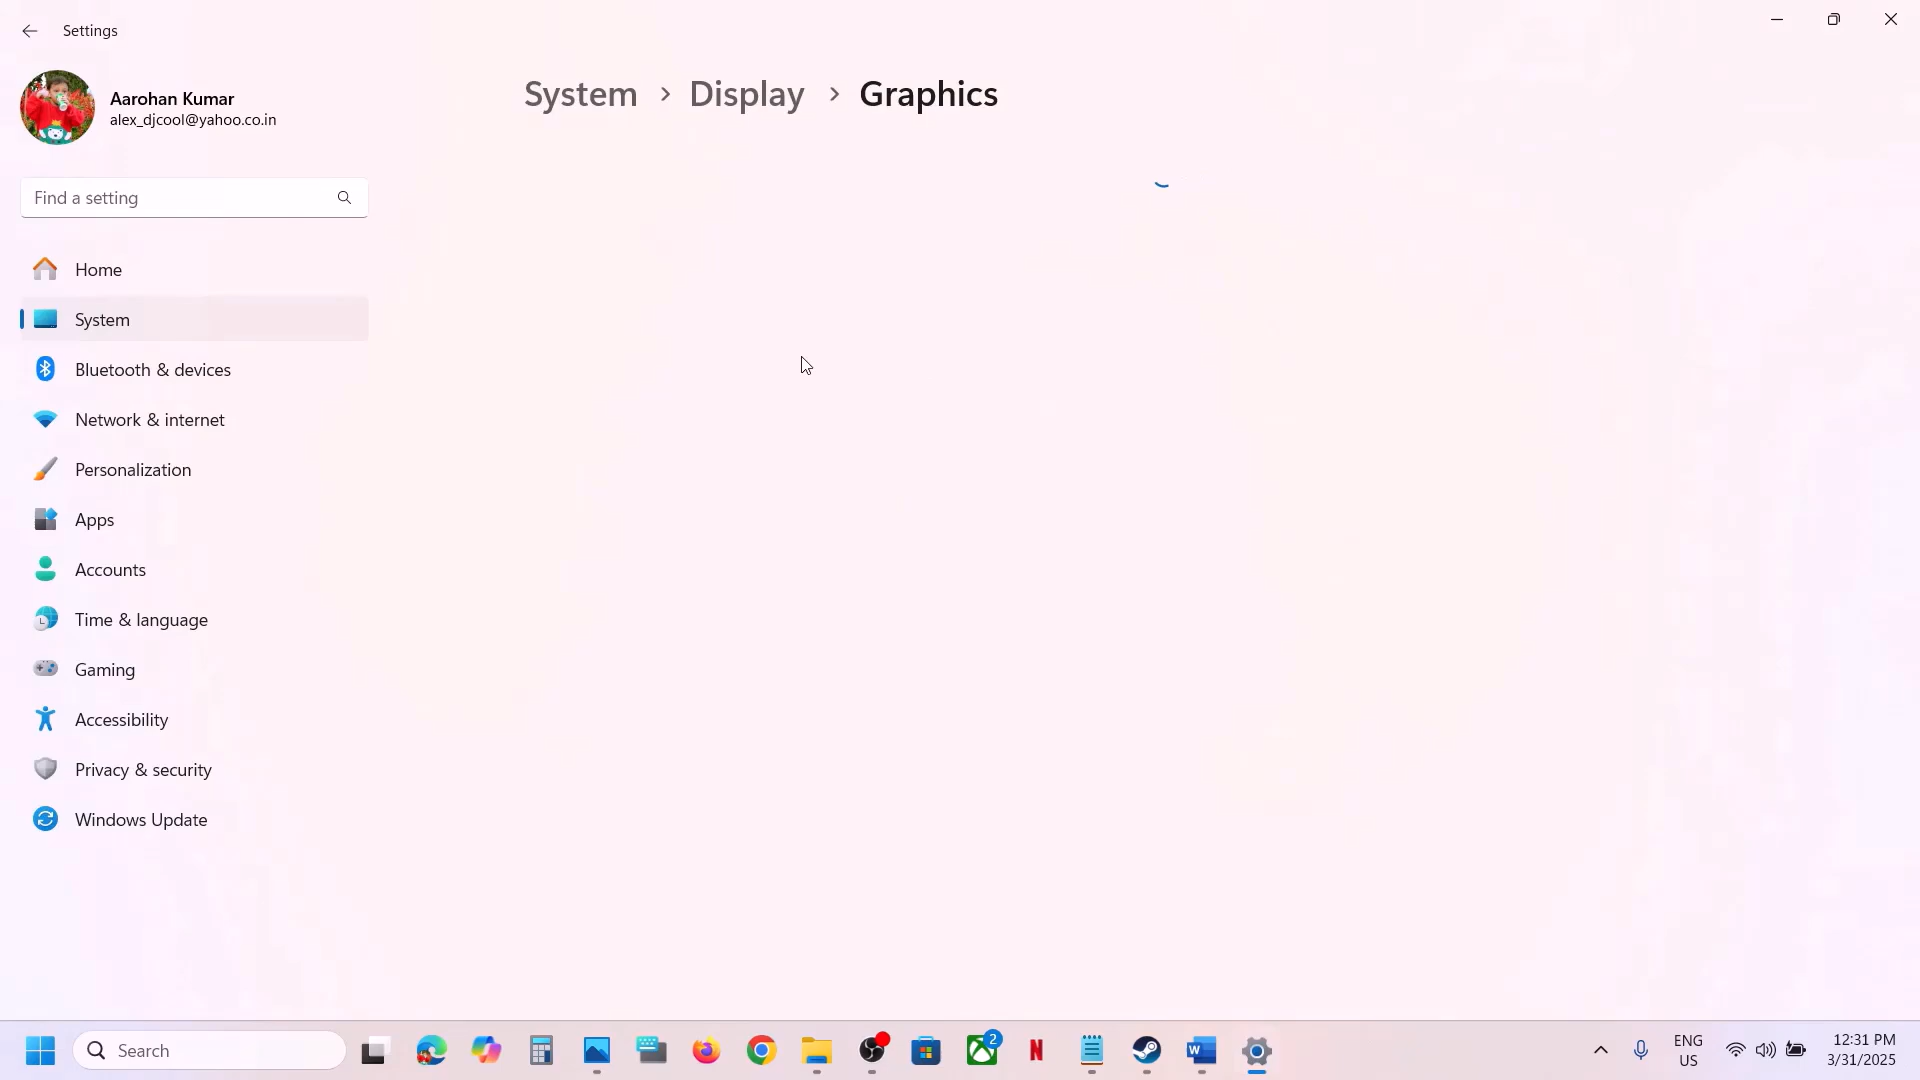 Settings
Aarohan Kumar
alex_djcool@yahoo.co.in
System > Display > Graphics
Find a setting
Home
System
Bluetooth & devices
Network & internet
Personalization
Apps
Accounts
Time & language
Gaming
Accessibility
Privacy & security
Windows Update
Search
2
N
W
ENG
US
12:31 PM
3/31/2025